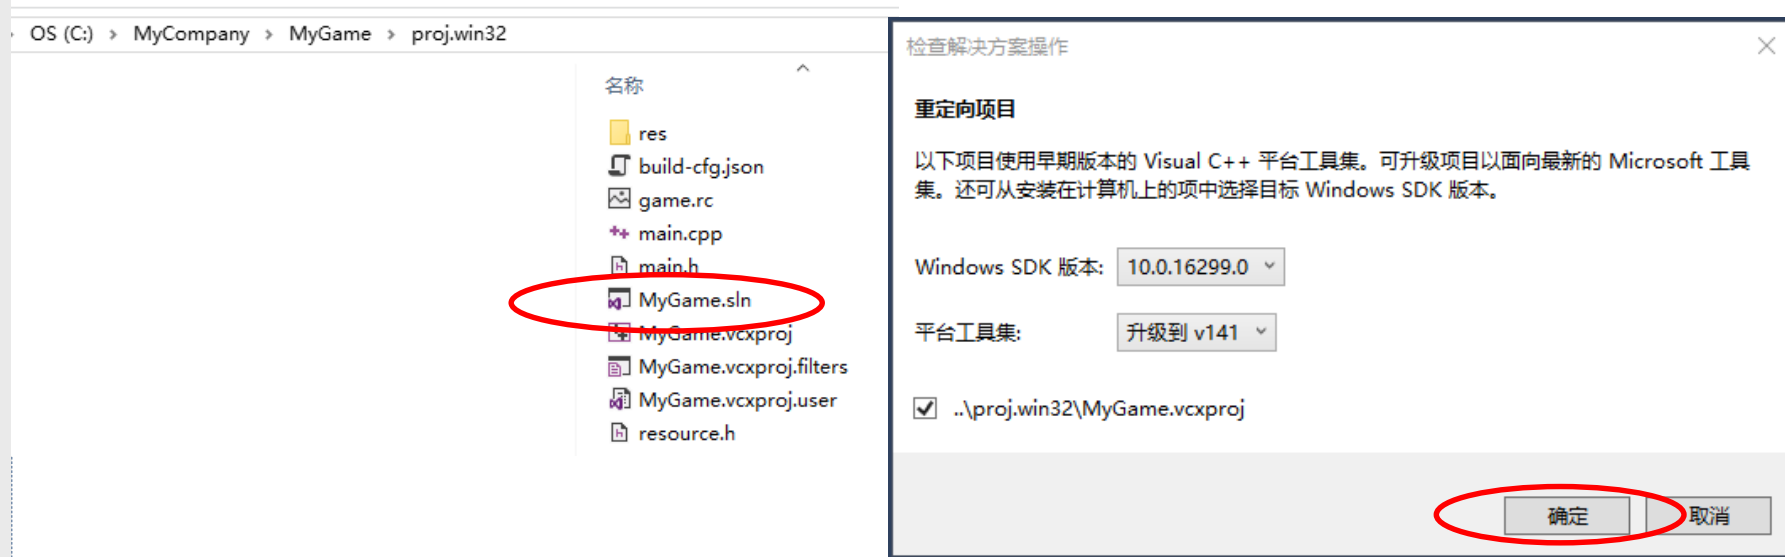 OS (C:) › MyCompany › MyGame › proj.win32
名称
res
build-cfg.json
game.rc
main.cpp
main.h
MyGame.sln
MyGame.vcxproj
MyGame.vcxproj.filters
MyGame.vcxproj.user
resource.h
检查解决方案操作
重定向项目
以下项目使用早期版本的 Visual C++ 平台工具集。可升级项目以面向最新的 Microsoft 工具
集。还可从安装在计算机上的项中选择目标 Windows SDK 版本。
Windows SDK 版本: 10.0.16299.0
平台工具集: 升级到 v141
..\proj.win32\MyGame.vcxproj
确定 取消